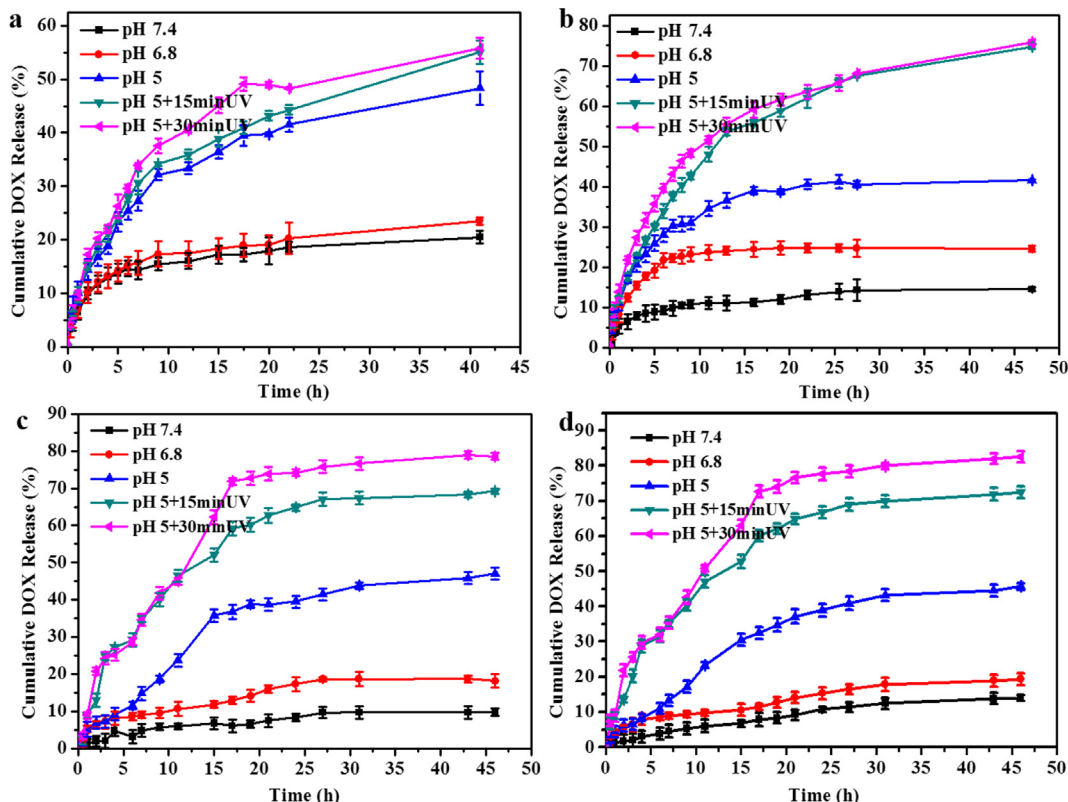 a
pH 7.4
pH 6.8
pH 5
pH 5+15minUV
pH 5+30minUV
Cumulative DOX Release (%)
60
50
40
30
20
10
0
0 5 10 15 20 25 30 35 40 45
Time (h)
b
pH 7.4
pH 6.8
pH 5
pH 5+15minUV
pH 5+30minUV
Cumulative DOX Release (%)
80
70
60
50
40
30
20
10
0
0 5 10 15 20 25 30 35 40 45 50
Time (h)
c
pH 7.4
pH 6.8
pH 5
pH 5+15minUV
pH 5+30minUV
Cumulative DOX Release (%)
90
80
70
60
50
40
30
20
10
0
0 5 10 15 20 25 30 35 40 45 50
Time (h)
d
pH 7.4
pH 6.8
pH 5
pH 5+15minUV
pH 5+30minUV
Cumulative DOX Release (%)
90
80
70
60
50
40
30
20
10
0
0 5 10 15 20 25 30 35 40 45 50
Time (h)